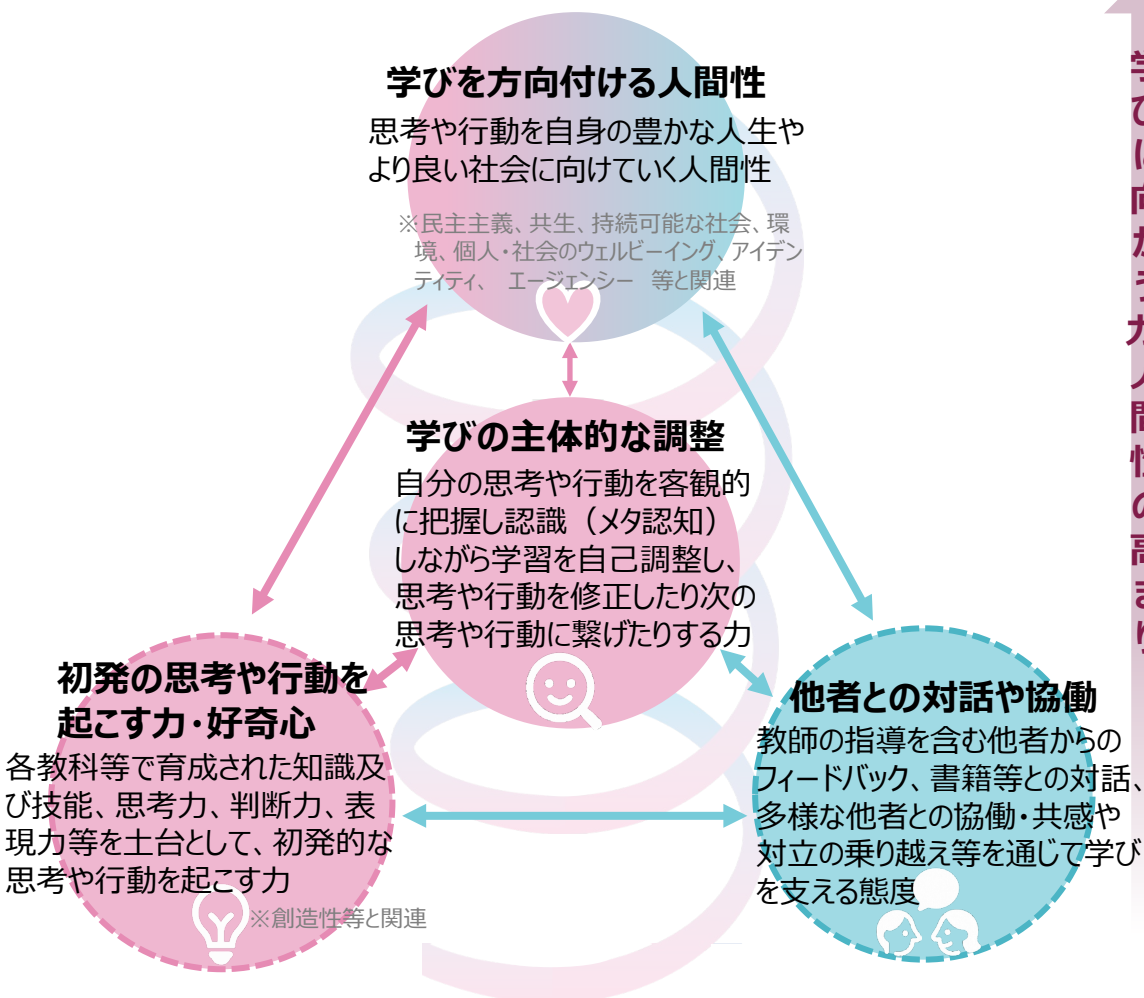 学びを方向付ける人間性
思考や行動を自身の豊かな人生や
より良い社会に向けていく人間性
※民主主義、共生、持続可能な社会、環
境、個人・社会のウェルビーイング、アイデン
ティティ、 エージェンシー 等と関連
学びの主体的な調整
自分の思考や行動を客観的
に把握し認識（メタ認知）
しながら学習を自己調整し、
思考や行動を修正したり次の
思考や行動に繋げたりする力
初発の思考や行動を
起こす力・好奇心
各教科等で育成された知識及
び技能、思考力、判断力、表
現力等を土台として、初発的な
思考や行動を起こす力
※創造性等と関連
他者との対話や協働
教師の指導を含む他者からの
フィードバック、書籍等との対話、
多様な他者との協働・共感や
対立の乗り越え等を通じて学び
を支える態度
学びに向かう力人間性の高まり